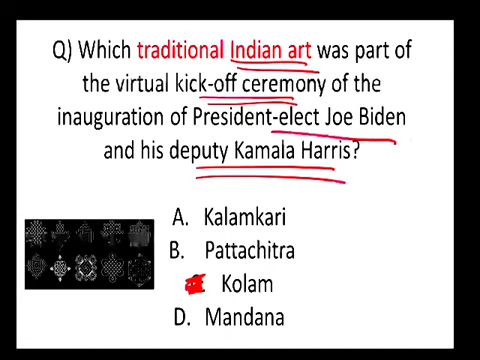 Q) Which traditional Indian art was part of
the virtual kick-off ceremony of the
inauguration of President-elect Joe Biden
and his deputy Kamala Harris?
A. Kalamkari
B. Pattachitra
Kolam
D. Mandana